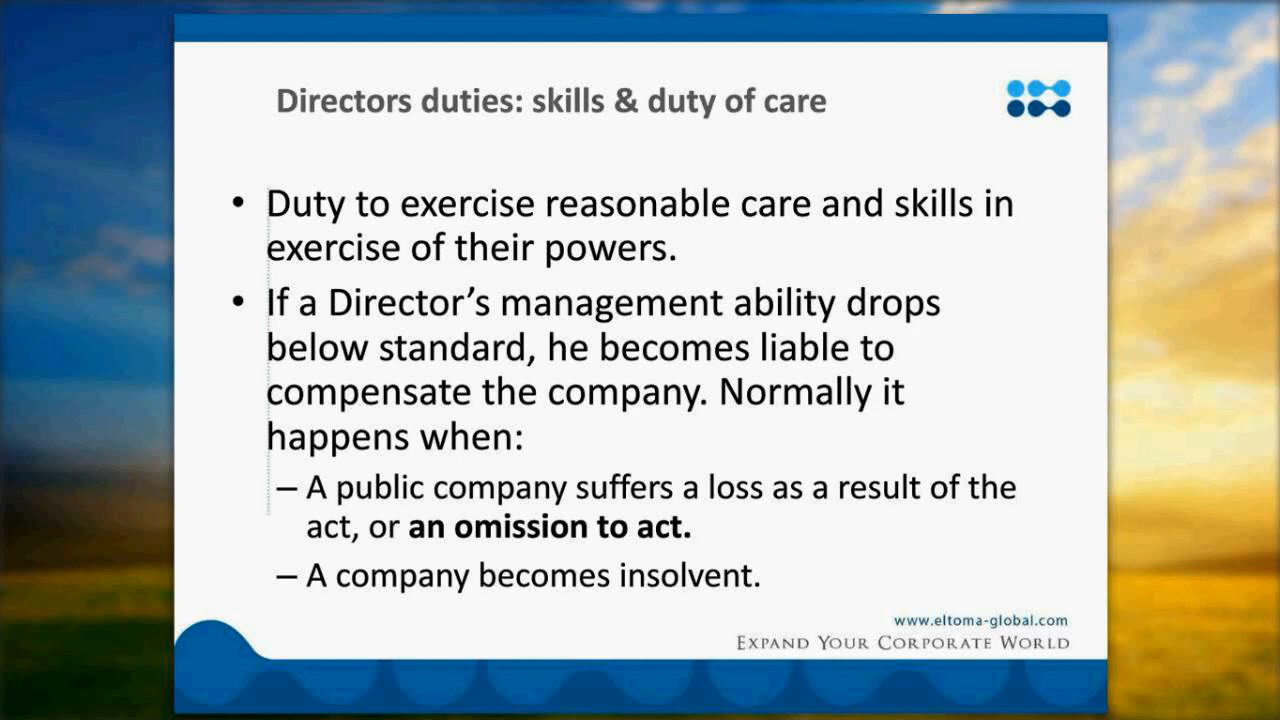 Directors duties: skills & duty of care
• Duty to exercise reasonable care and skills in
exercise of their powers.
• If a Director’s management ability drops
below standard, he becomes liable to
compensate the company. Normally it
happens when:
– A public company suffers a loss as a result of the
act, or an omission to act.
– A company becomes insolvent.
www.eltoma-global.com
EXPAND YOUR CORPORATE WORLD